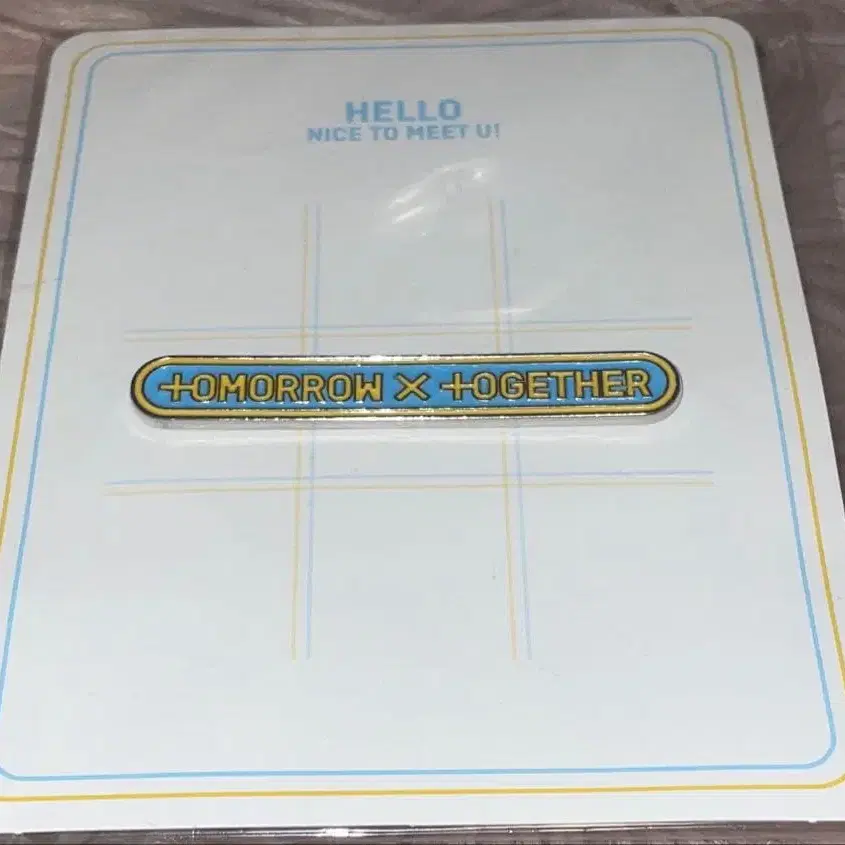 HELLO
NICE TO MEET U!
TOMORROW X TOGETHER